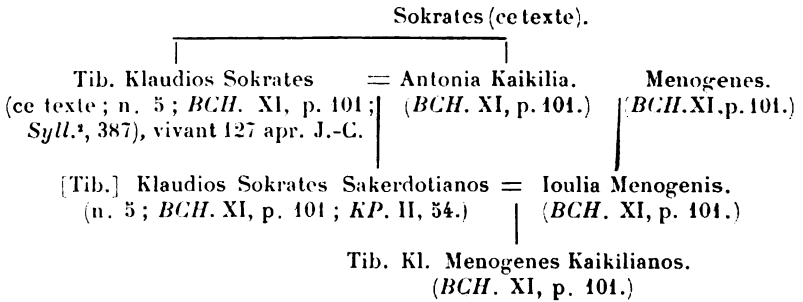 Sokrates (ce texte).
Tib. Klaudios Sokrates = Antonia Kaikilia. Menogenes.
(ce texte ; n. 5 ; BCH. XI, p. 101 ; (BCH. XI, p. 101.) (BCH. XI, p. 101.)
Syll.², 387), vivant 127 apr. J.-C.
[Tib.] Klaudios Sokrates Sakerdotianos = Ioulia Menogenis.
(n. 5 ; BCH. XI, p. 101 ; KP. II, 54.) (BCH. XI, p. 101.)
Tib. Kl. Menogenes Kaikilianos.
(BCH. XI, p. 101.)